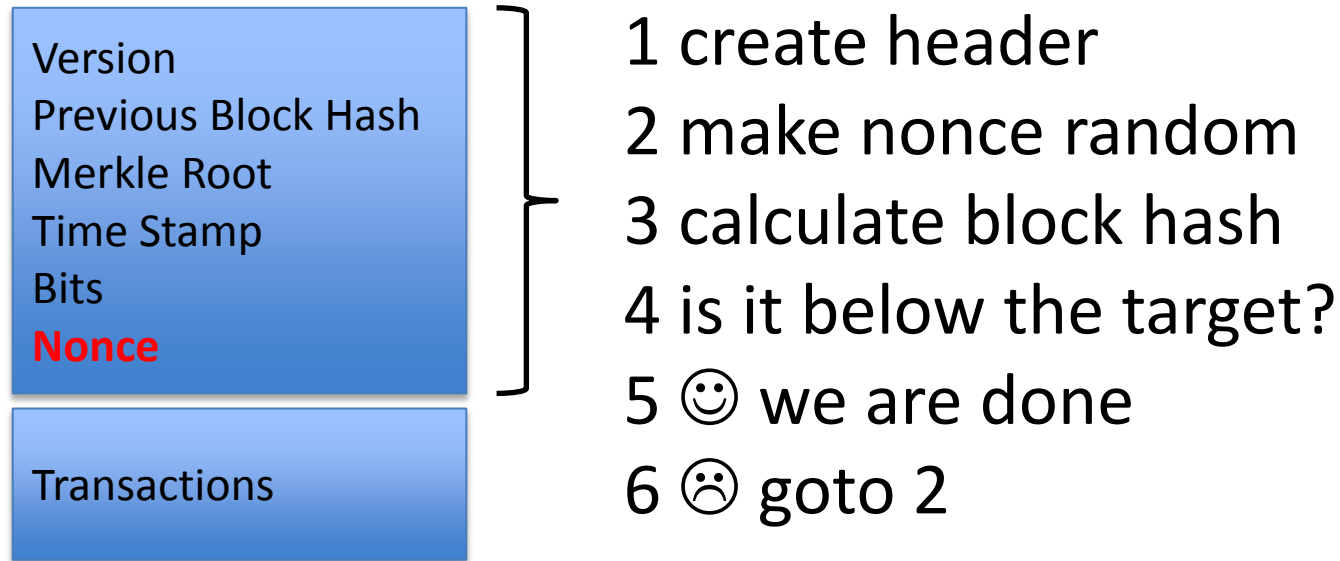 Version
Previous Block Hash
Merkle Root
Time Stamp
Bits
Nonce
Transactions
1 create header
2 make nonce random
3 calculate block hash
4 is it below the target?
5 ☺ we are done
6 ☹ goto 2